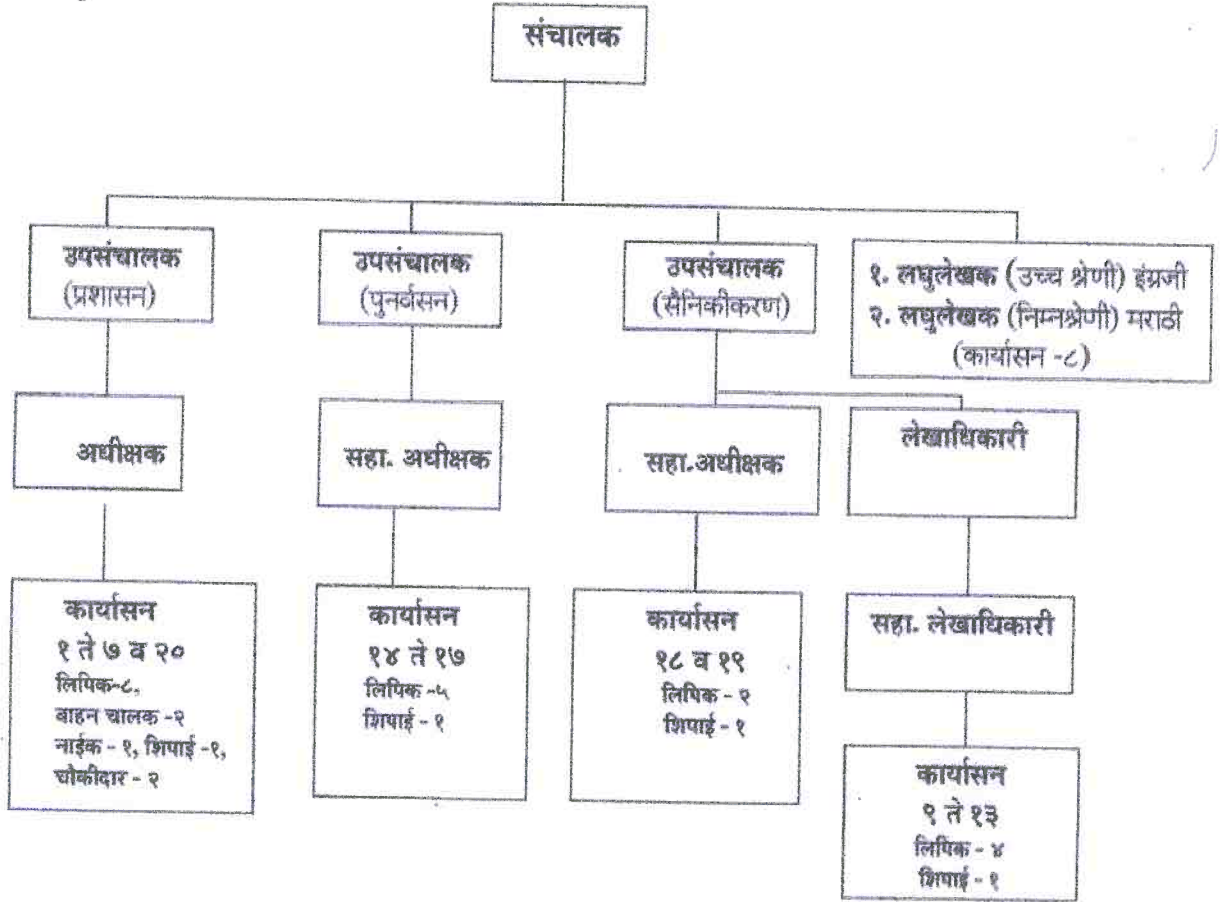 संचालक
उपसंचालक
(प्रशासन)
उपसंचालक
(पुनर्वसन)
उपसंचालक
(सैनिकीकरण)
१. लघुलेखक (उच्च श्रेणी) इंग्रजी
२. लघुलेखक (निम्नश्रेणी) मराठी
(कार्यासन -८)
अधीक्षक
सहा. अधीक्षक
सहा.अधीक्षक
लेखाधिकारी
कार्यासन
१ ते ७ व २०
लिपिक-८,
वाहन चालक -२
नाईक - १, शिपाई -१,
चौकीदार - २
कार्यासन
१४ ते १७
लिपिक -५
शिपाई - १
कार्यासन
१८ व १९
लिपिक - २
शिपाई - १
सहा. लेखाधिकारी
कार्यासन
९ ते १३
लिपिक - ४
शिपाई - १